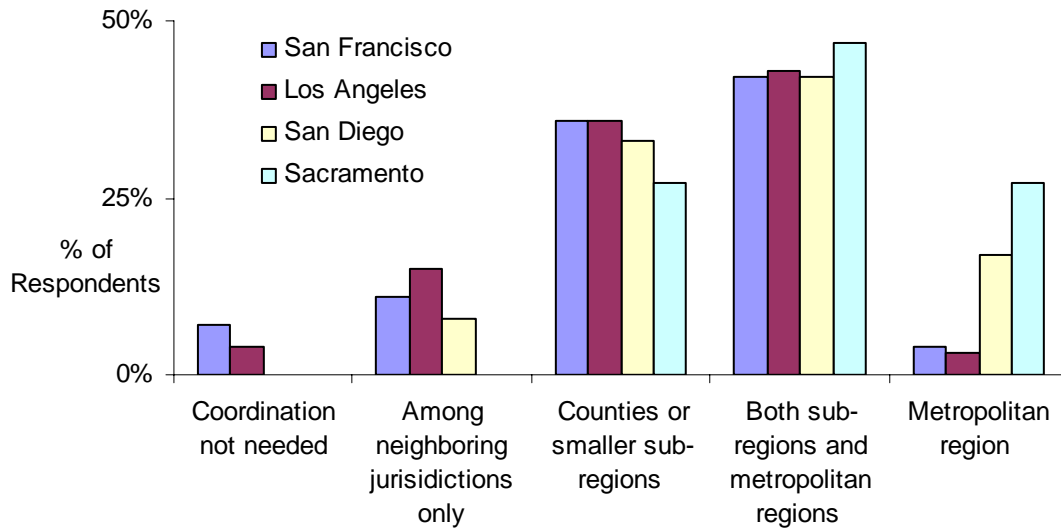 50%
San Francisco
Los Angeles
San Diego
Sacramento
25%
% of
Respondents
0%
Coordination
not needed
Among
neighboring
jurisidictions
only
Counties or
smaller sub-
regions
Both sub-
regions and
metropolitan
regions
Metropolitan
region